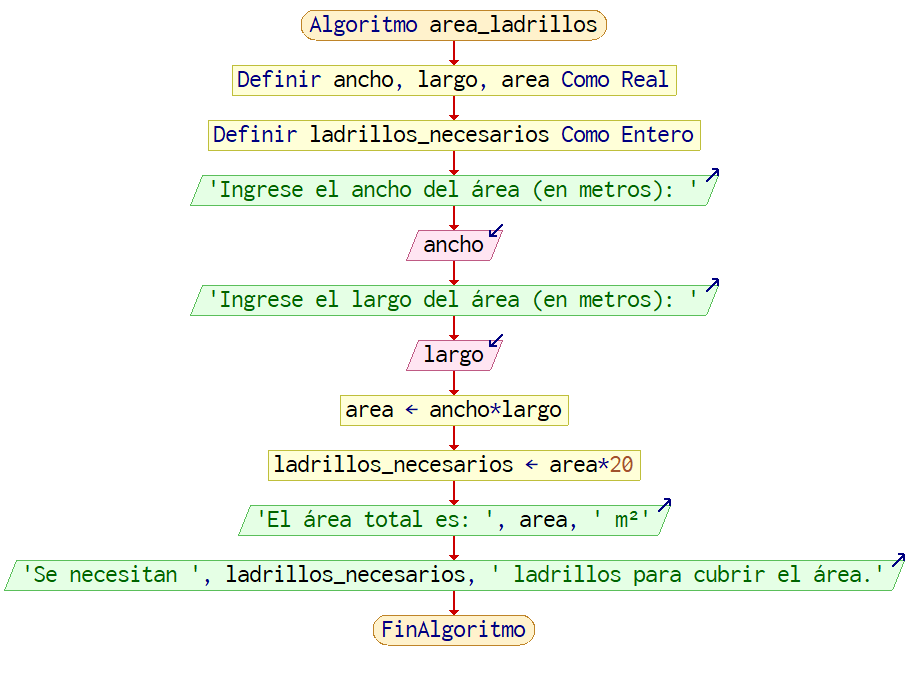 Algoritmo area_ladrillos
Definir ancho, largo, area Como Real
Definir ladrillos_necesarios Como Entero
'Ingrese el ancho del área (en metros): '
ancho
'Ingrese el largo del área (en metros): '
largo
area ← ancho*largo
ladrillos_necesarios ← area*20
'El área total es: ', area, ' m²'
'Se necesitan ', ladrillos_necesarios, ' ladrillos para cubrir el área.'
FinAlgoritmo